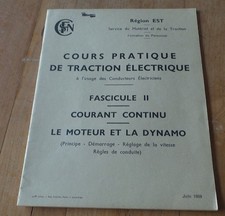 Région EST
Service du Matériel et de la Traction
COURS PRATIQUE
DE TRACTION ÉLECTRIQUE
à l'usage des Conducteurs Électriciens
FASCICULE II
COURANT CONTINU
LE MOTEUR ET LA DYNAMO
(Principe - Démarrage - Réglage de la vitesse
Règles de conduite)